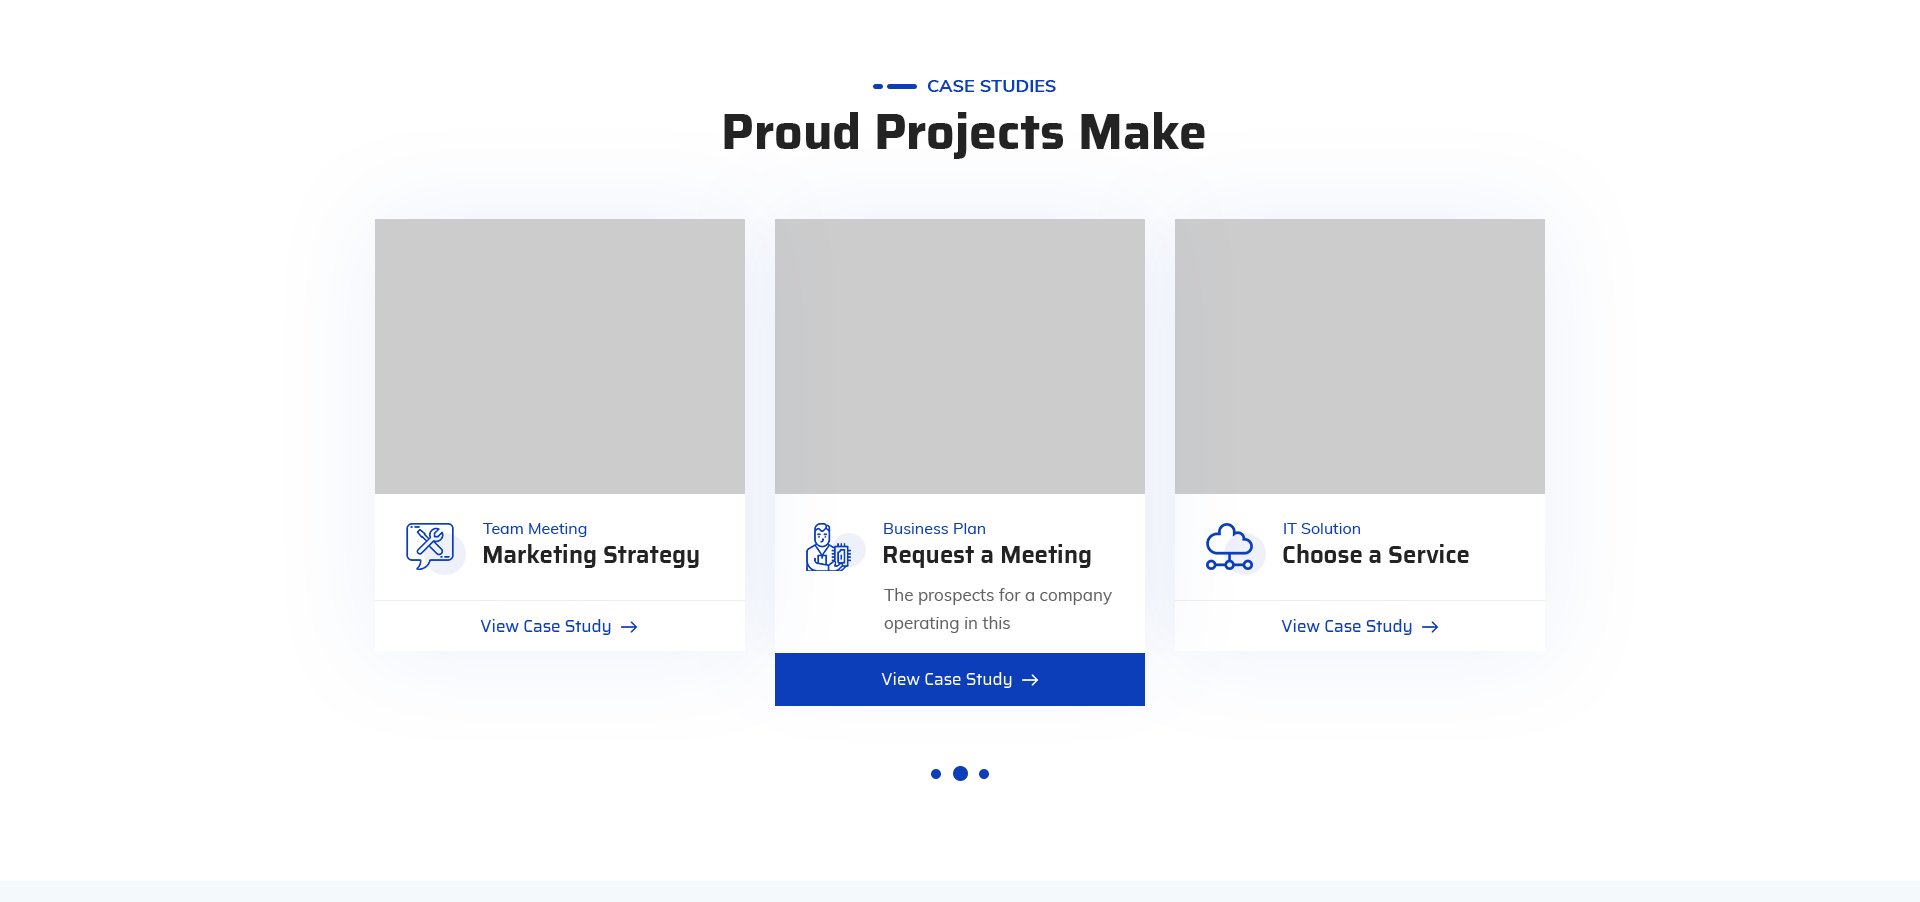 CASE STUDIES
Proud Projects Make
Team Meeting
Marketing Strategy
View Case Study
Business Plan
Request a Meeting
The prospects for a company
operating in this
View Case Study
IT Solution
Choose a Service
View Case Study